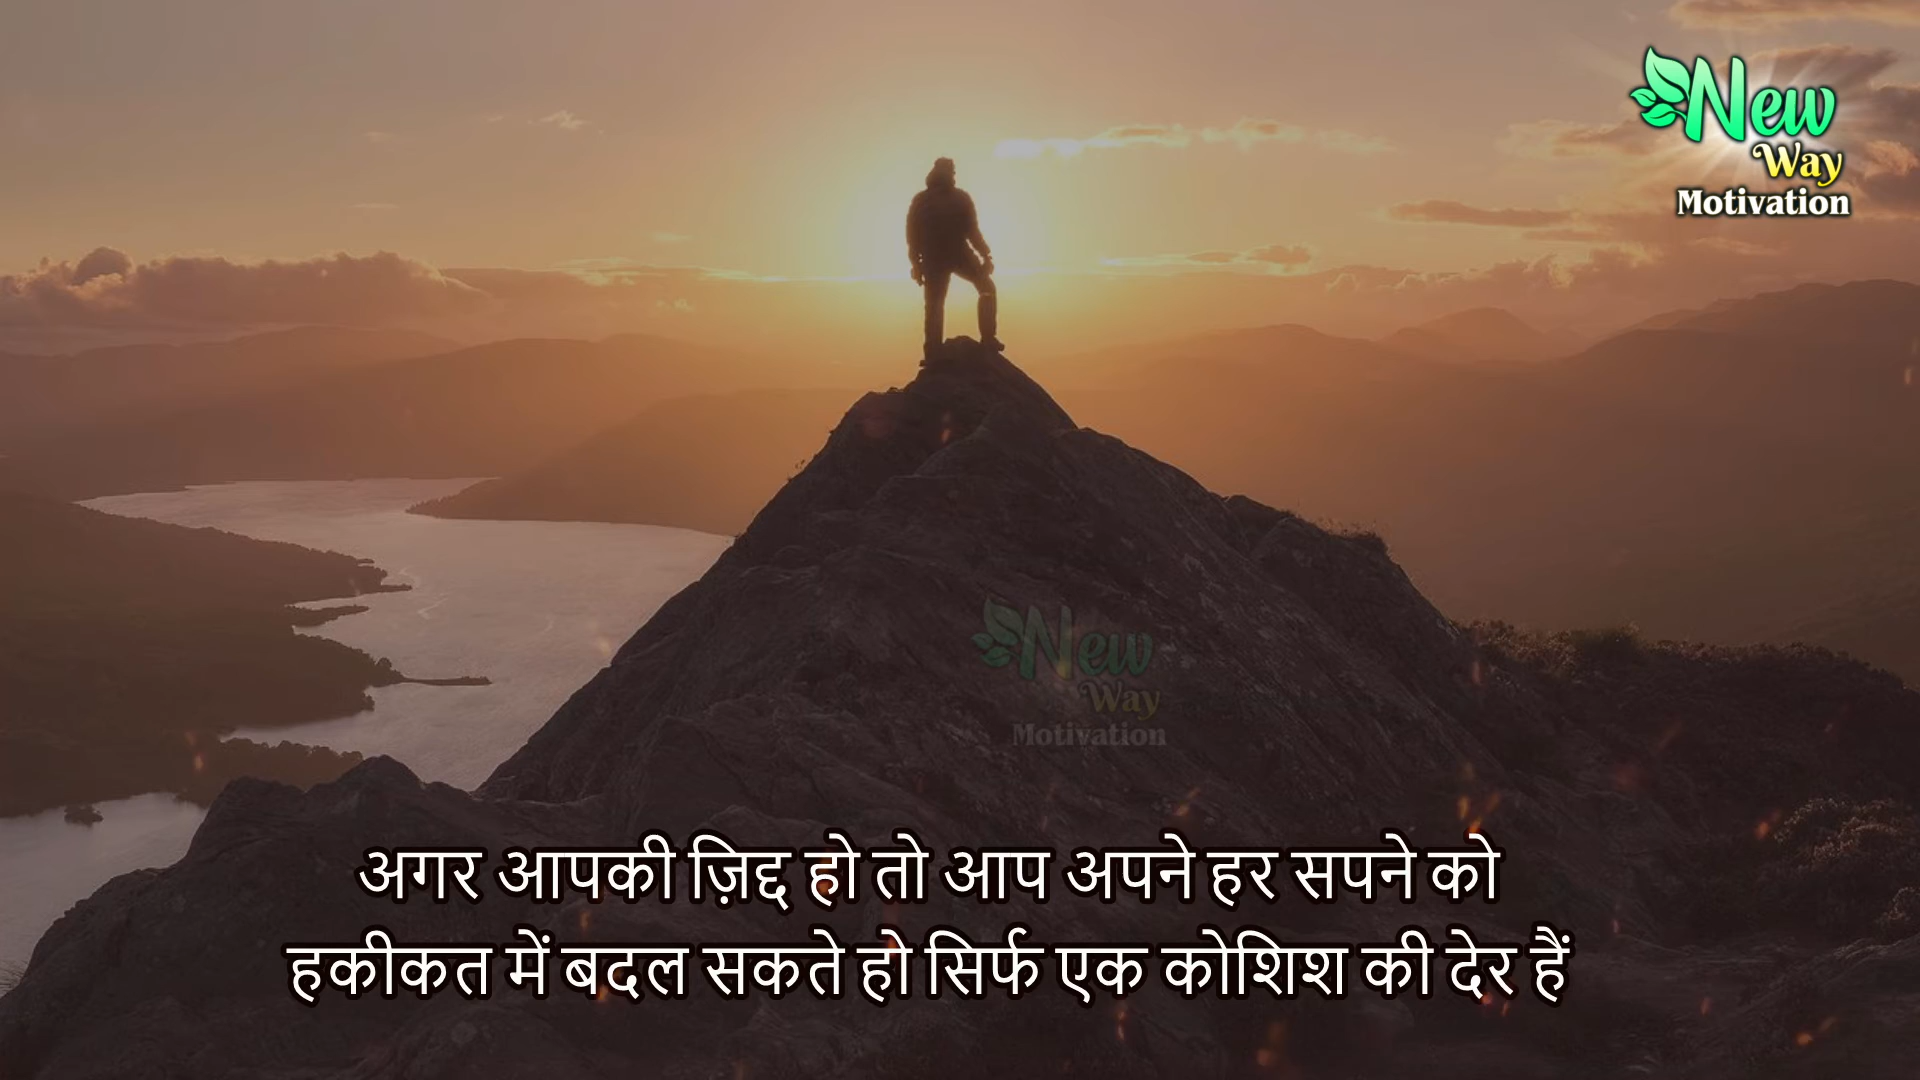 New
Way
Motivation
New
Way
Motivation
अगर आपकी ज़िद्द हो तो आप अपने हर सपने को
हकीकत में बदल सकते हो सिर्फ एक कोशिश की देर हैं